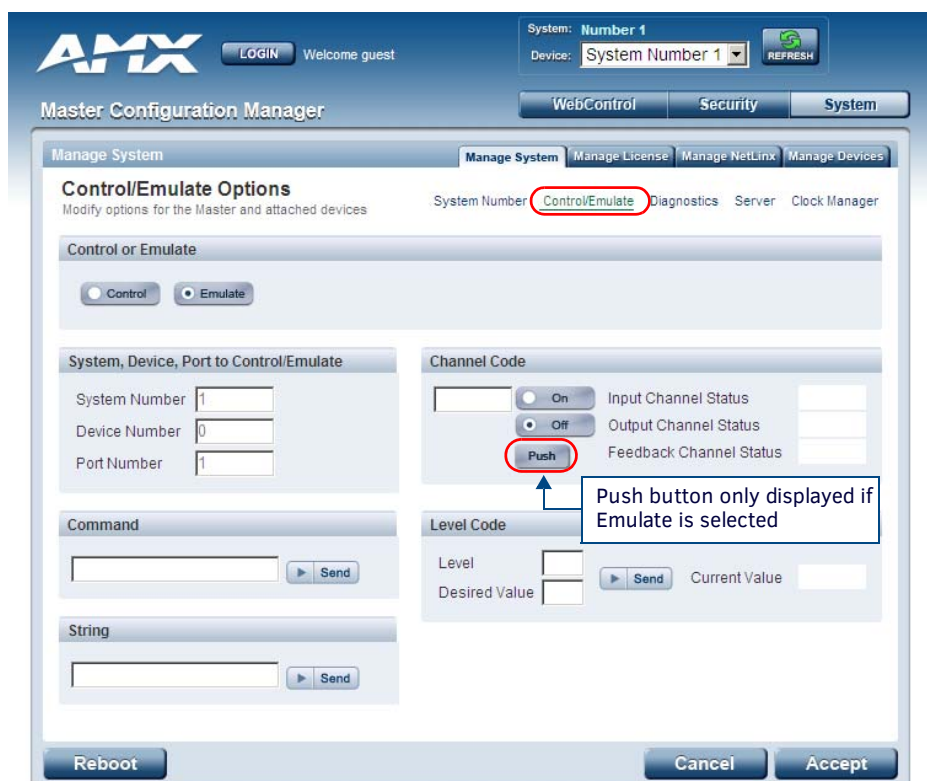 AMX
LOGIN Welcome guest
System: Number 1
Device: System Number 1
REFRESH
Master Configuration Manager
WebControl Security System
Manage System
Manage System Manage License Manage NetLinx Manage Devices
Control/Emulate Options
Modify options for the Master and attached devices
System Number Control/Emulate Diagnostics Server Clock Manager
Control or Emulate
Control Emulate
System, Device, Port to Control/Emulate
System Number 1
Device Number 0
Port Number 1
Channel Code
On Input Channel Status
Off Output Channel Status
Push Feedback Channel Status
Push button only displayed if
Emulate is selected
Command
Send
Level Code
Level
Desired Value
Send Current Value
String
Send
Reboot Cancel Accept